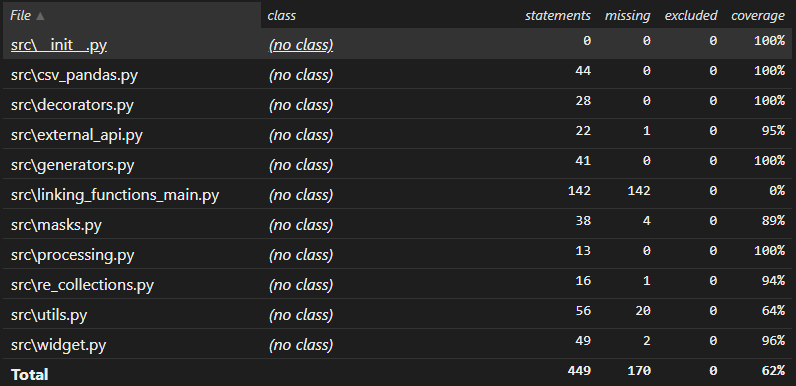 File ▲ class statements missing excluded coverage
src\__init__.py (no class) 0 0 0 100%
src\csv_pandas.py (no class) 44 0 0 100%
src\decorators.py (no class) 28 0 0 100%
src\external_api.py (no class) 22 1 0 95%
src\generators.py (no class) 41 0 0 100%
src\linking_functions_main.py (no class) 142 142 0 0%
src\masks.py (no class) 38 4 0 89%
src\processing.py (no class) 13 0 0 100%
src\re_collections.py (no class) 16 1 0 94%
src\utils.py (no class) 56 20 0 64%
src\widget.py (no class) 49 2 0 96%
Total 449 170 0 62%